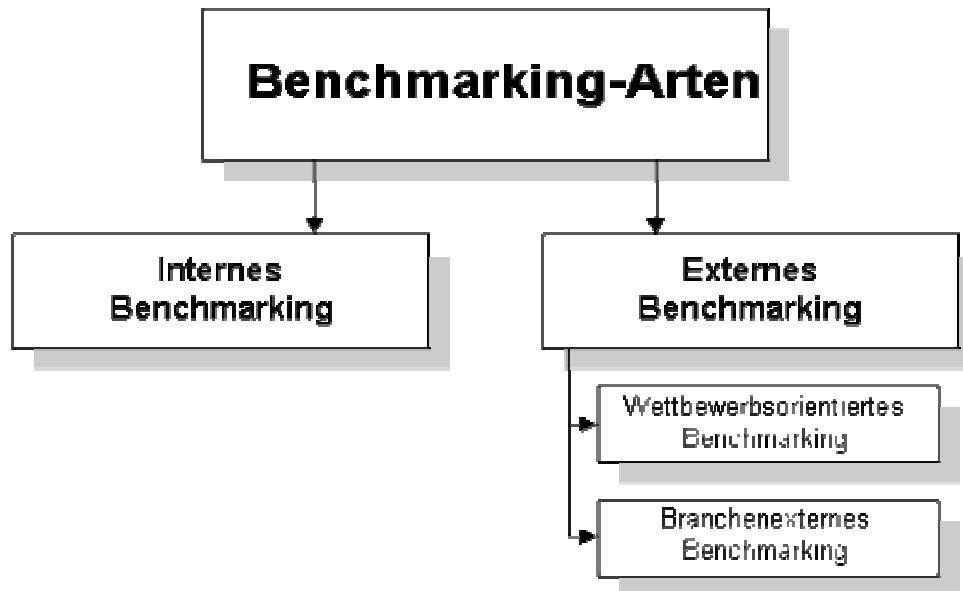 Benchmarking-Arten
Internes
Benchmarking
Externes
Benchmarking
Wettbewerbsorientiertes
Benchmarking
Branchenexternes
Benchmarking